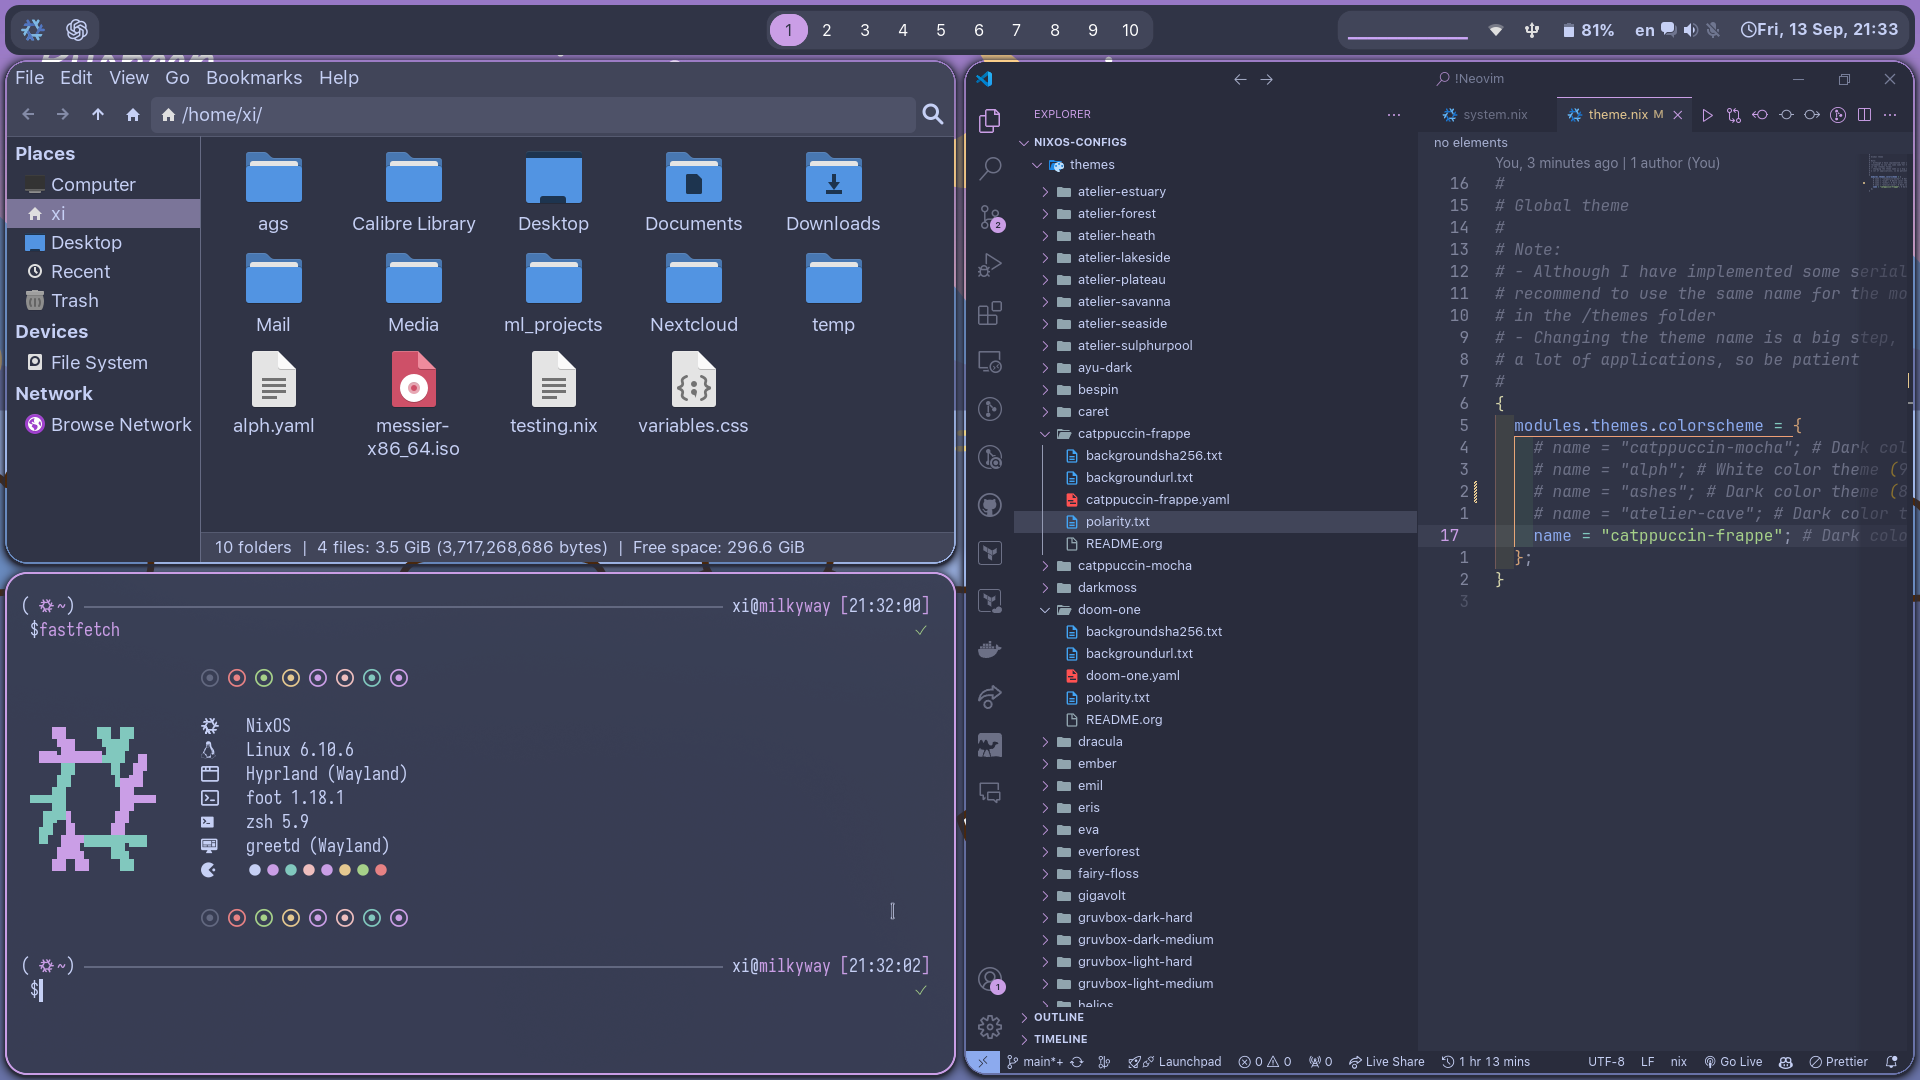 1 2 3 4 5 6 7 8 9 10
81% en Fri, 13 Sep, 21:33
File Edit View Go Bookmarks Help
/home/xi/
Places
Computer
xi
Desktop
Recent
Trash
Devices
File System
Network
Browse Network
ags Calibre Library Desktop Documents Downloads
Mail Media ml_projects Nextcloud temp
alph.yaml messier-x86_64.iso testing.nix variables.css
10 folders | 4 files: 3.5 GiB (3,717,268,686 bytes) | Free space: 296.6 GiB
( ~) xi@milkyway [21:32:00]
$fastfetch ✓
NixOS
Linux 6.10.6
Hyprland (Wayland)
foot 1.18.1
zsh 5.9
greetd (Wayland)
( ~) xi@milkyway [21:32:02]
$ ✓
!Neovim
EXPLORER ···
NIXOS-CONFIGS
themes
atelier-estuary
atelier-forest
atelier-heath
atelier-lakeside
atelier-plateau
atelier-savanna
atelier-seaside
atelier-sulphurpool
ayu-dark
bespin
caret
catppuccin-frappe
backgroundsha256.txt
backgroundurl.txt
catppuccin-frappe.yaml
polarity.txt
README.org
catppuccin-mocha
darkmoss
doom-one
backgroundsha256.txt
backgroundurl.txt
doom-one.yaml
polarity.txt
README.org
dracula
ember
emil
eris
eva
everforest
fairy-floss
gigavolt
gruvbox-dark-hard
gruvbox-dark-medium
gruvbox-light-hard
gruvbox-light-medium
helios
OUTLINE
TIMELINE
2
1
system.nix theme.nix M
no elements
You, 3 minutes ago | 1 author (You)
16 #
15 # Global theme
14 #
13 # Note:
12 # - Although I have implemented some serial
11 # recommend to use the same name for the mo
10 # in the /themes folder
9 # - Changing the theme name is a big step,
8 # a lot of applications, so be patient
7 #
6 {
5 modules.themes.colorscheme = {
4 # name = "catppuccin-mocha"; # Dark col
3 # name = "alph"; # White color theme (9
2 # name = "ashes"; # Dark color theme (8
1 # name = "atelier-cave"; # Dark color t
17 name = "catppuccin-frappe"; # Dark colo
1 };
2 }
3
main*+ Launchpad 0 0 0 Live Share 1 hr 13 mins UTF-8 LF nix Go Live Prettier